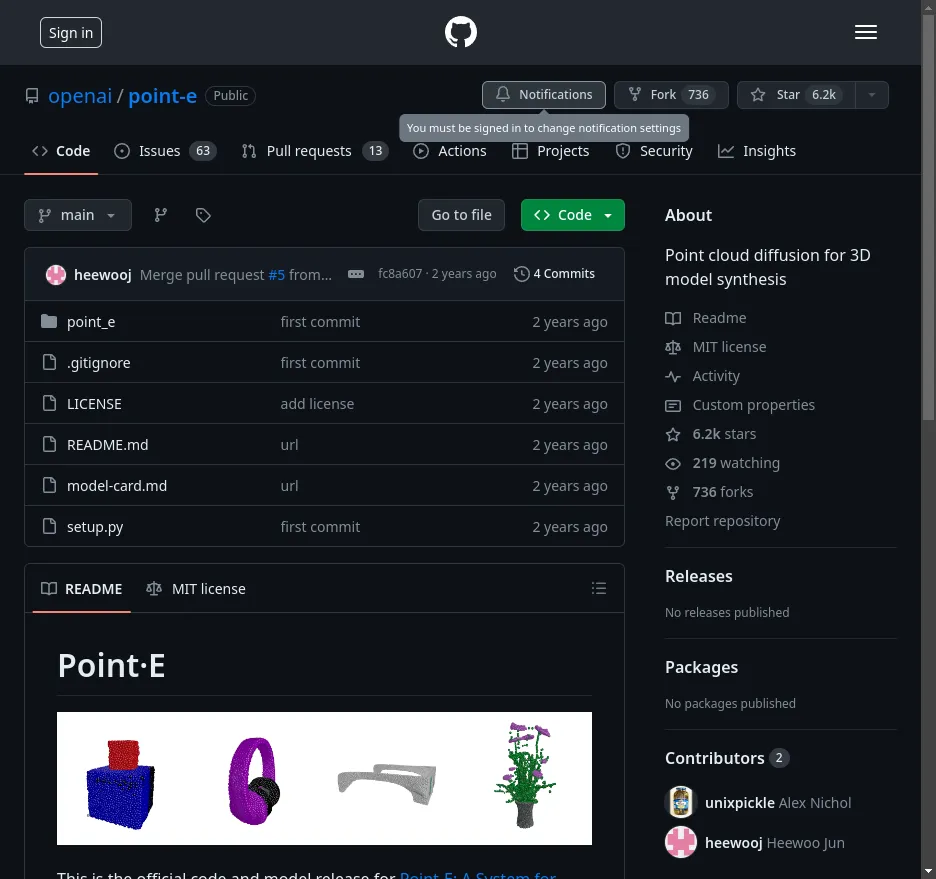 Sign in
openai / point-e Public
Notifications
Fork 736
Star 6.2k
You must be signed in to change notification settings
Code
Issues 63
Pull requests 13
Actions
Projects
Security
Insights
main
Go to file
Code
heewooj Merge pull request #5 from... fc8a607 · 2 years ago 4 Commits
point_e first commit 2 years ago
.gitignore first commit 2 years ago
LICENSE add license 2 years ago
README.md url 2 years ago
model-card.md url 2 years ago
setup.py first commit 2 years ago
README MIT license
Point·E
This is the official code and model release for Point-E: A System for
About
Point cloud diffusion for 3D
model synthesis
Readme
MIT license
Activity
Custom properties
6.2k stars
219 watching
736 forks
Report repository
Releases
No releases published
Packages
No packages published
Contributors 2
unixpickle Alex Nichol
heewooj Heewoo Jun